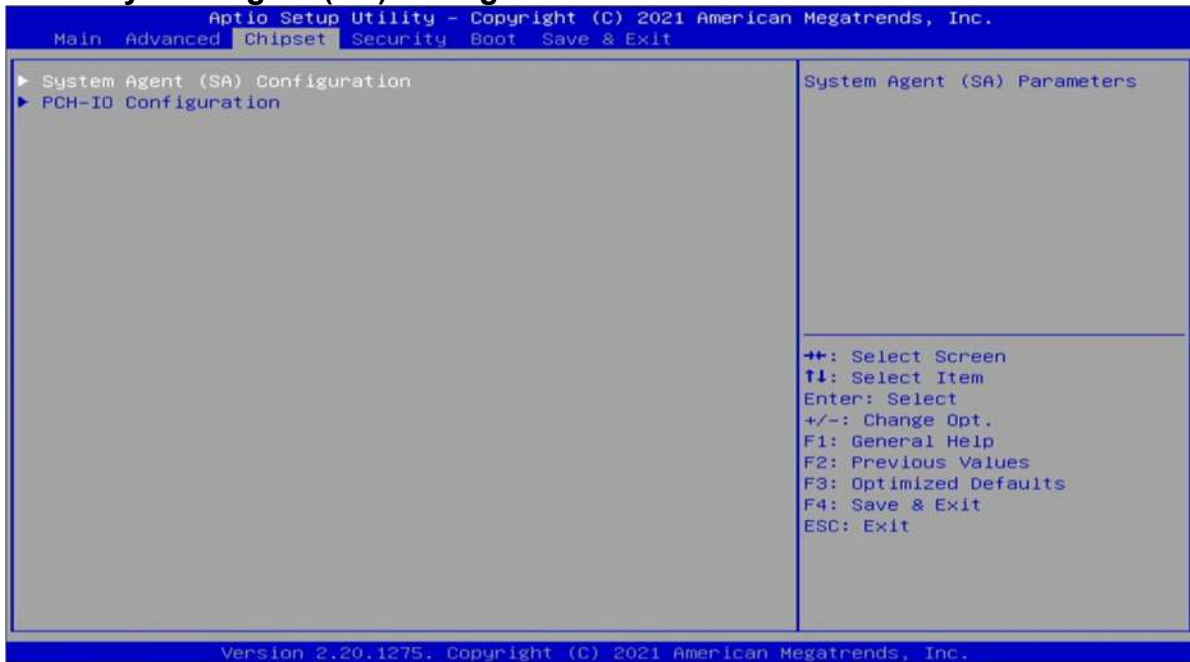 Aptio Setup Utility – Copyright (C) 2021 American Megatrends, Inc.
Main Advanced Chipset Security Boot Save & Exit
► System Agent (SA) Configuration
► PCH-IO Configuration
System Agent (SA) Parameters
→←: Select Screen
↑↓: Select Item
Enter: Select
+/-: Change Opt.
F1: General Help
F2: Previous Values
F3: Optimized Defaults
F4: Save & Exit
ESC: Exit
Version 2.20.1275. Copyright (C) 2021 American Megatrends, Inc.